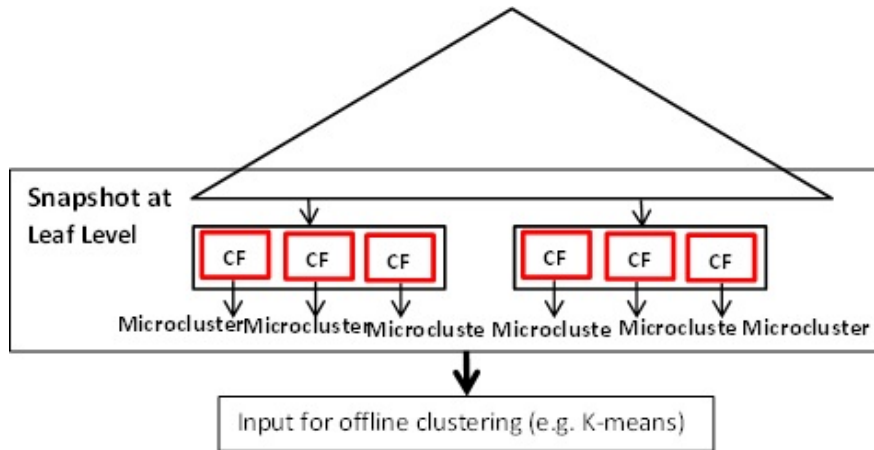 Snapshot at
Leaf Level
CF CF CF CF CF CF
Microcluster Microcluster Microcluste Microcluste Microcluste Microcluster
Input for offline clustering (e.g. K-means)